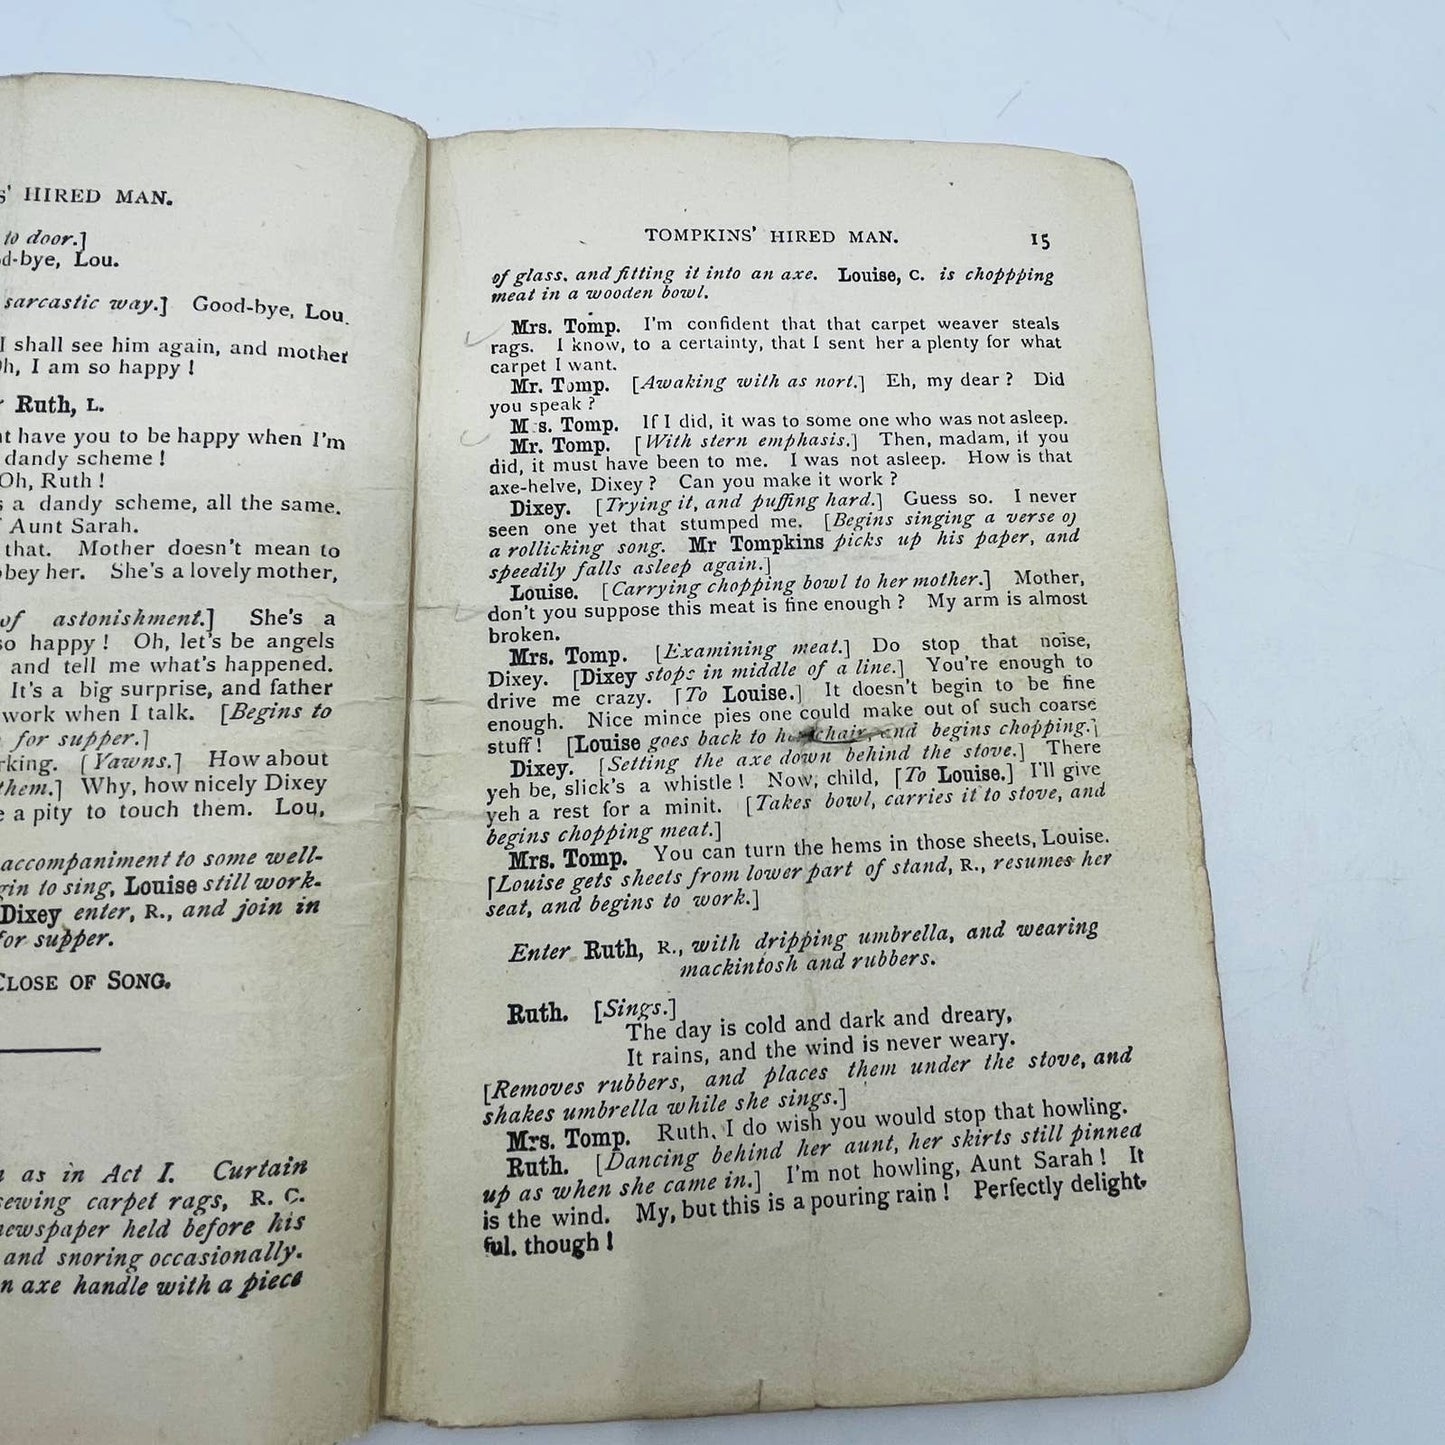 HIRED MAN.
to door.]
Lou.
sarcastic way.] Good-bye, Lou.
I shall see him again, and mother
I am so happy!
Ruth, L.
have you to be happy when I'm
dandy scheme!
Oh, Ruth!
a dandy scheme, all the same.
Aunt Sarah.
that. Mother doesn't mean to
her. She's a lovely mother,
of astonishment.] She's a
so happy! Oh, let's be angels
and tell me what's happened.
It's a big surprise, and father
work when I talk. [Begins to
for supper.]
[Yawns.] How about
them.] Why, how nicely Dixey
a pity to touch them. Lou,
accompaniment to some well-
to sing, Louise still work-
Dixey enter, R., and join in
for supper.
CLOSE OF SONG.
as in Act I. Curtain
sewing carpet rags, R. C.
newspaper held before his
and snoring occasionally.
axe handle with a piece
TOMPKINS' HIRED MAN. 15
of glass, and fitting it into an axe. Louise, C. is choppping
meat in a wooden bowl.
Mrs. Tomp. I'm confident that that carpet weaver steals
rags. I know, to a certainty, that I sent her a plenty for what
carpet I want.
Mr. Tomp. [Awaking with as nort.] Eh, my dear? Did
you speak?
M s. Tomp. If I did, it was to some one who was not asleep.
Mr. Tomp. [With stern emphasis.] Then, madam, if you
did, it must have been to me. I was not asleep. How is that
axe-helve, Dixey? Can you make it work?
Dixey. [Trying it, and puffing hard.] Guess so. I never
seen one yet that stumped me. [Begins singing a verse of
a rollicking song. Mr Tompkins picks up his paper, and
speedily falls asleep again.]
Louise. [Carrying chopping bowl to her mother.] Mother,
don't you suppose this meat is fine enough? My arm is almost
broken.
Mrs. Tomp. [Examining meat.] Do stop that noise,
Dixey. [Dixey stops in middle of a line.] You're enough to
drive me crazy. [To Louise.] It doesn't begin to be fine
enough. Nice mince pies one could make out of such coarse
stuff! [Louise goes back to her chair, and begins chopping.]
Dixey. [Setting the axe down behind the stove.] There
yeh be, slick's a whistle! Now, child, [To Louise.] I'll give
yeh a rest for a minit. [Takes bowl, carries it to stove, and
begins chopping meat.]
Mrs. Tomp. You can turn the hems in those sheets, Louise.
[Louise gets sheets from lower part of stand, R., resumes her
seat, and begins to work.]
Enter Ruth, R., with dripping umbrella, and wearing
mackintosh and rubbers.
Ruth. [Sings.]
The day is cold and dark and dreary,
It rains, and the wind is never weary.
[Removes rubbers, and places them under the stove, and
shakes umbrella while she sings.]
Mrs. Tomp. Ruth, I do wish you would stop that howling.
Ruth. [Dancing behind her aunt, her skirts still pinned
up as when she came in.] I'm not howling, Aunt Sarah! It
is the wind. My, but this is a pouring rain! Perfectly delight-
ful, though!